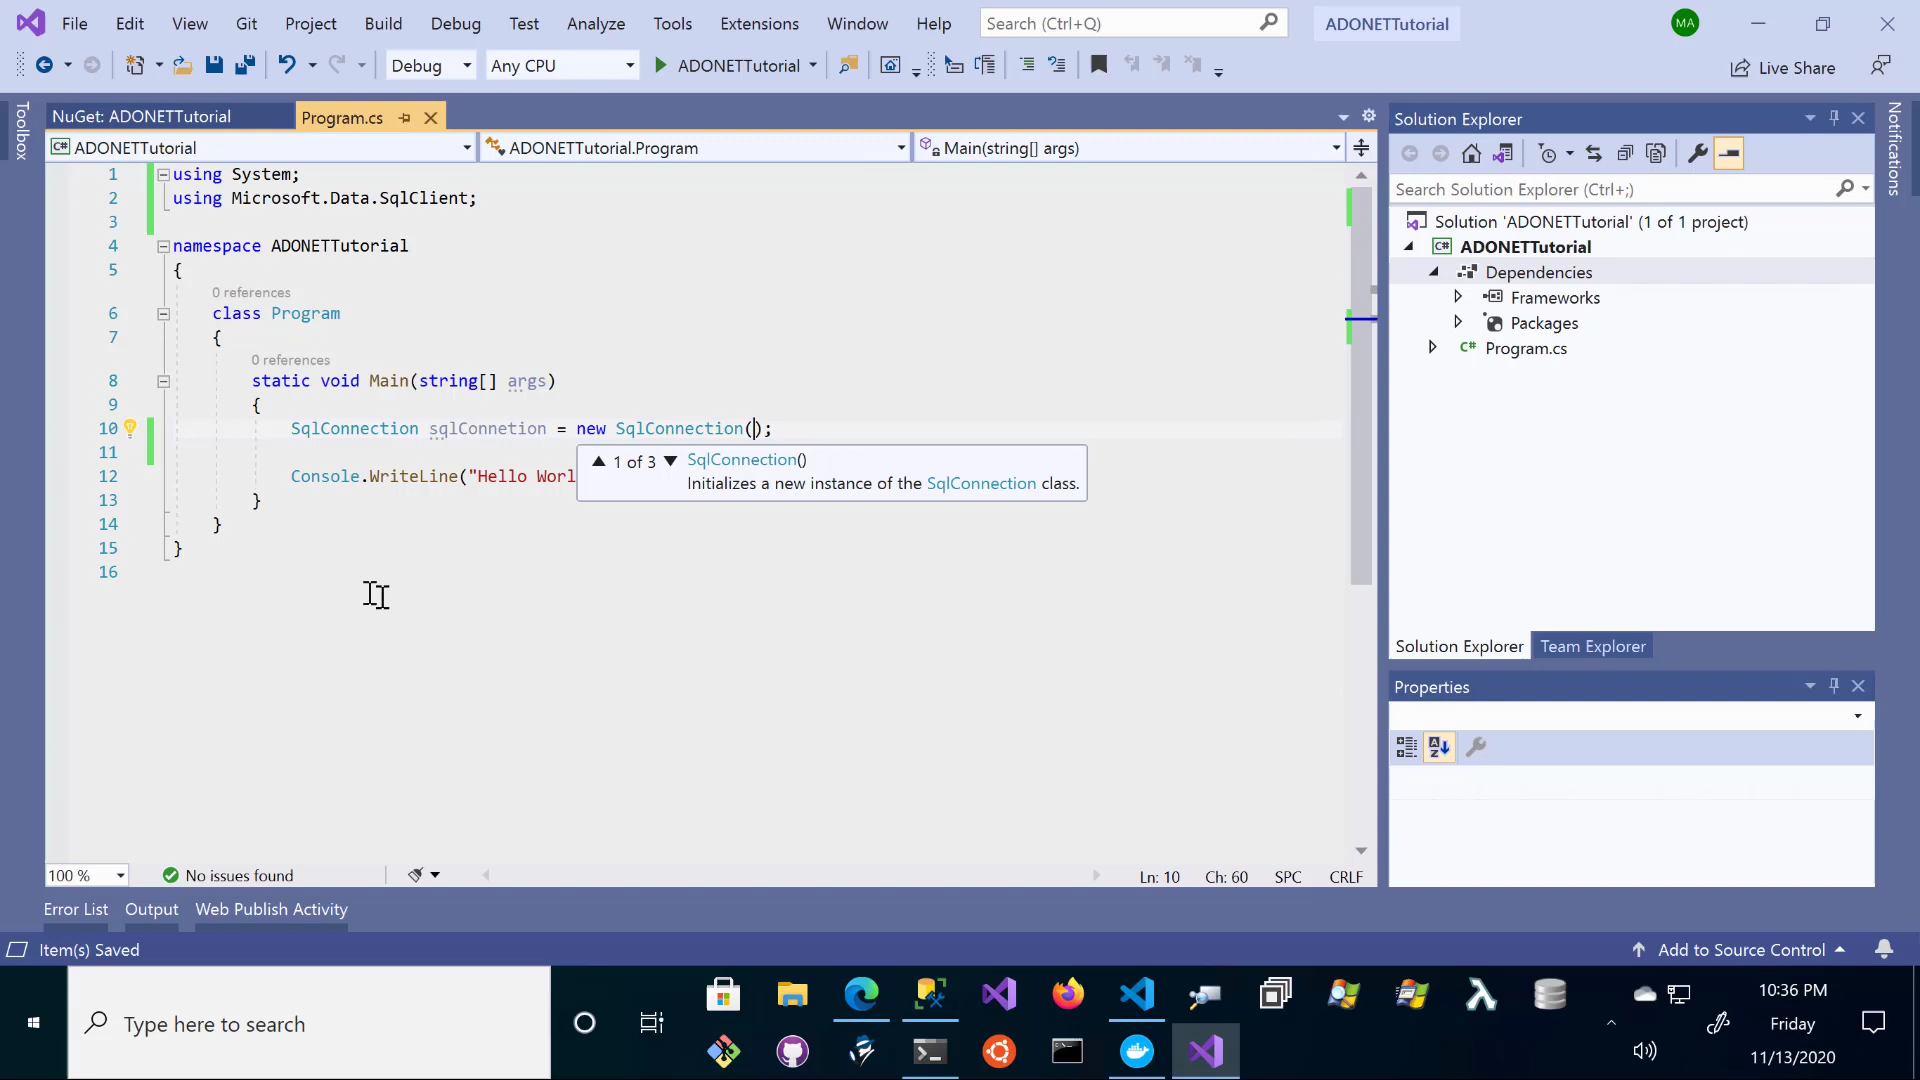 File Edit View Git Project Build Debug Test Analyze Tools Extensions Window Help Search (Ctrl+Q) ADONETTutorial MA
Debug Any CPU ADONETTutorial Live Share
Toolbox
NuGet: ADONETTutorial Program.cs
C# ADONETTutorial ADONETTutorial.Program Main(string[] args)
1 using System;
2 using Microsoft.Data.SqlClient;
3
4 namespace ADONETTutorial
5 {
0 references
6 class Program
7 {
0 references
8 static void Main(string[] args)
9 {
10 SqlConnection sqlConnetion = new SqlConnection();
11
12 Console.WriteLine("Hello Worl
13 }
14 }
15 }
16
1 of 3 SqlConnection()
Initializes a new instance of the SqlConnection class.
Solution Explorer
Search Solution Explorer (Ctrl+;)
Solution 'ADONETTutorial' (1 of 1 project)
C# ADONETTutorial
Dependencies
Frameworks
Packages
C# Program.cs
Solution Explorer Team Explorer
Properties
A
Z
Notifications
100 % No issues found Ln: 10 Ch: 60 SPC CRLF
Error List Output Web Publish Activity
Item(s) Saved Add to Source Control
Type here to search
10:36 PM
Friday
11/13/2020